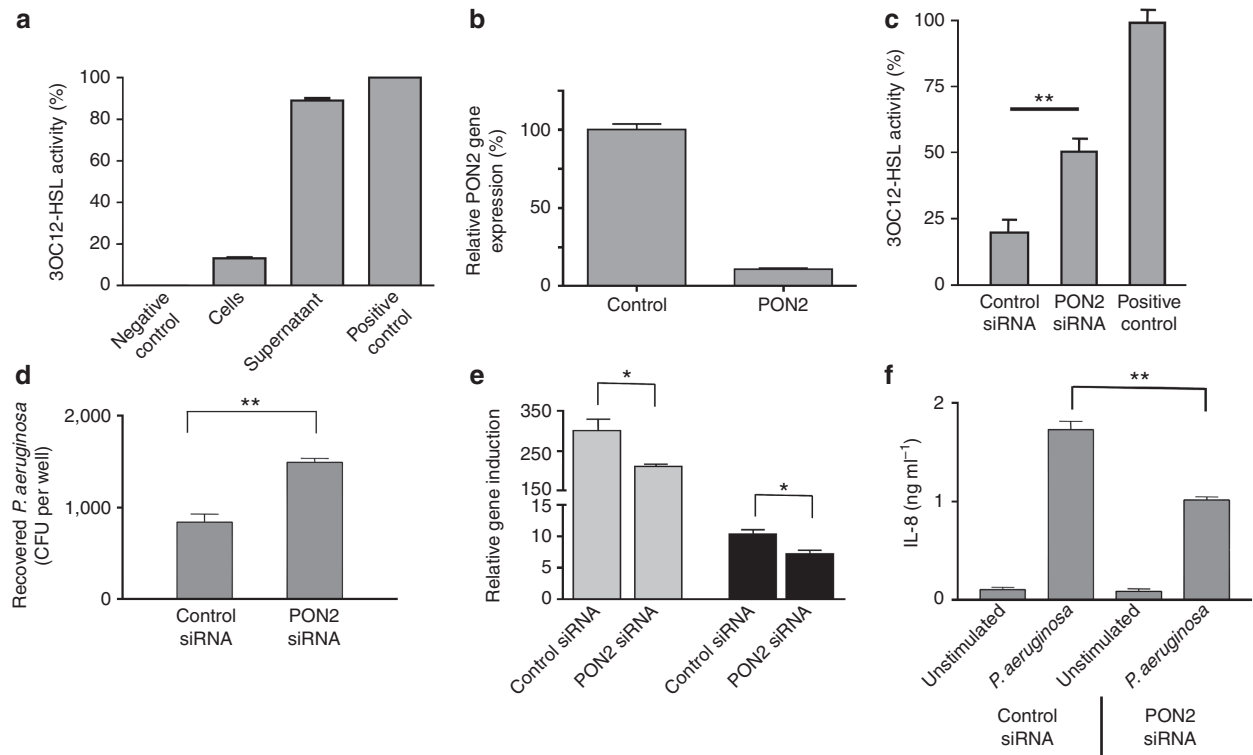 a
3OC12-HSL activity (%)
100
80
60
40
20
0
Negative
control
Cells
Supernatant
Positive
control
b
Relative PON2 gene
expression (%)
100
50
0
Control
PON2
c
3OC12-HSL activity (%)
100
75
50
25
0
**
Control
siRNA
PON2
siRNA
Positive
control
d
Recovered P. aeruginosa
(CFU per well)
2,000
1,000
0
**
Control
siRNA
PON2
siRNA
e
Relative gene induction
350
250
150
15
10
5
0
*
*
Control siRNA
PON2 siRNA
Control siRNA
PON2 siRNA
f
IL-8 (ng ml⁻¹)
2
1
0
**
Unstimulated
P. aeruginosa
Unstimulated
P. aeruginosa
Control
siRNA
PON2
siRNA